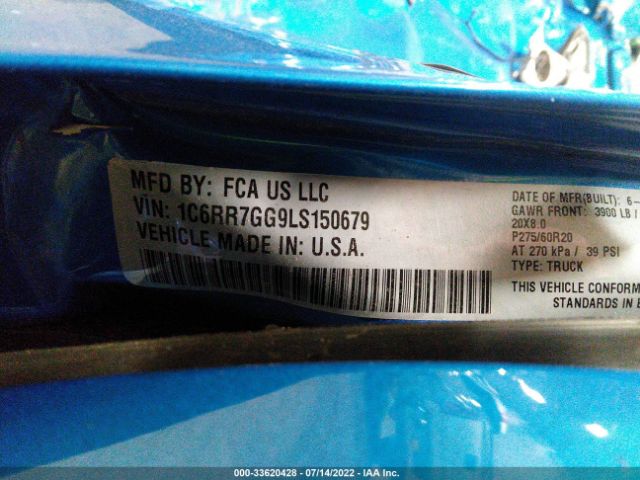 MFD BY: FCA US LLC
VIN: 1C6RR7GG9LS150679
VEHICLE MADE IN: U.S.A.
DATE OF MFR(BUILT): 6-
GAWR FRONT: 3900 LB /
20X8.0
P275/60R20
AT 270 kPa / 39 PSI
TYPE: TRUCK
THIS VEHICLE CONFORM
STANDARDS IN E
000-33620428 - 07/14/2022 - IAA Inc.